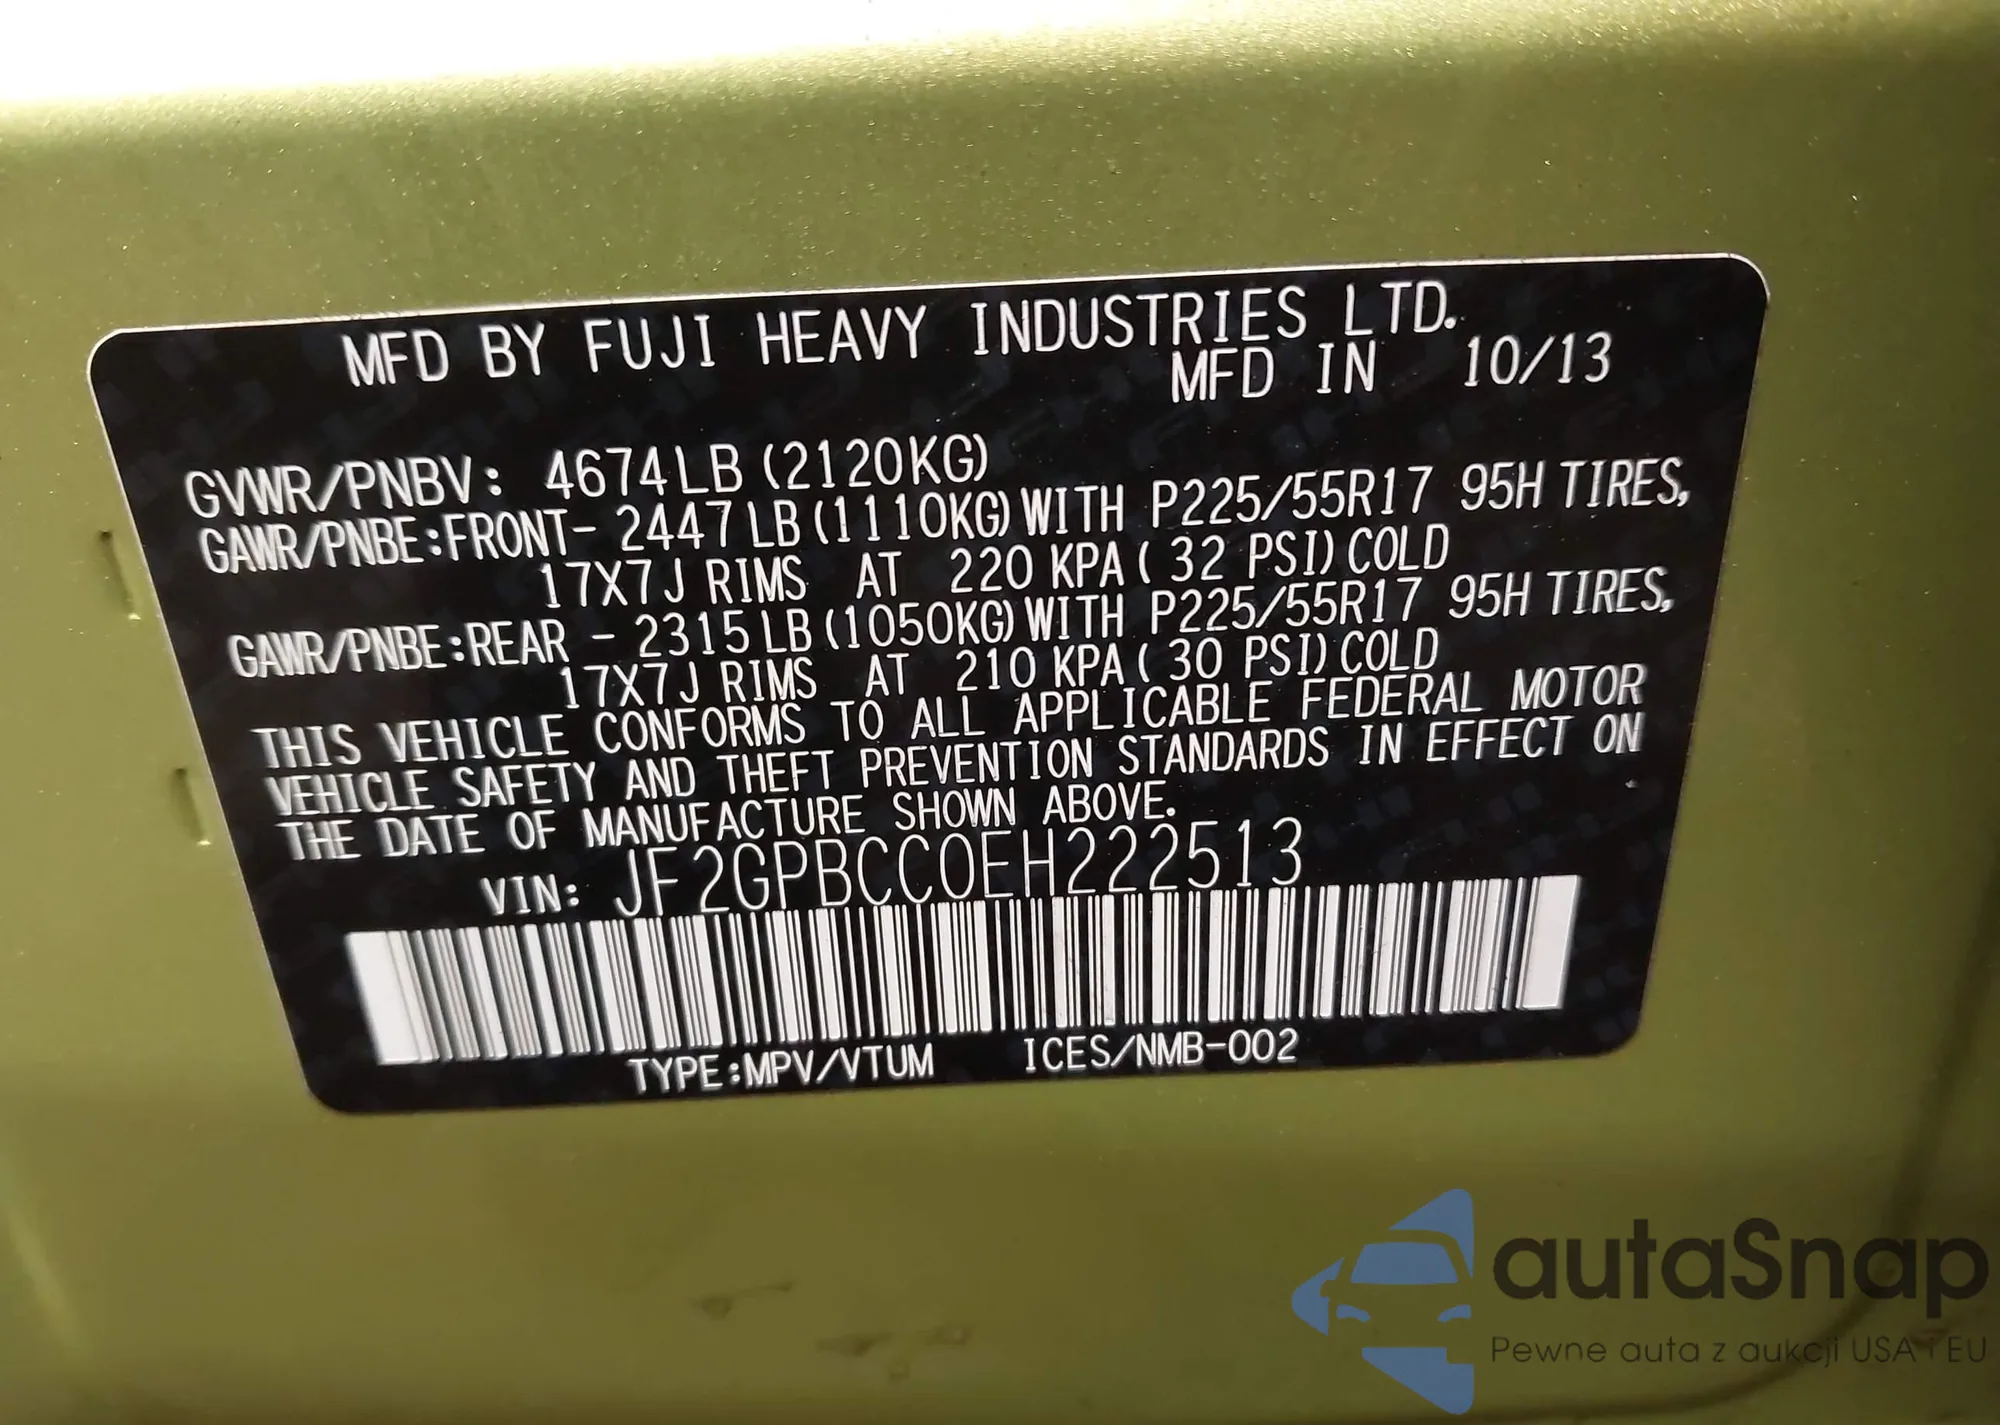 MFD BY FUJI HEAVY INDUSTRIES LTD.
MFD IN 10/13
GVWR/PNBV: 4674LB (2120KG)
GAWR/PNBE:FRONT- 2447LB(1110KG)WITH P225/55R17 95H TIRES,
17X7J RIMS AT 220 KPA( 32 PSI)COLD
GAWR/PNBE:REAR - 2315LB(1050KG)WITH P225/55R17 95H TIRES,
17X7J RIMS AT 210 KPA( 30 PSI)COLD
THIS VEHICLE CONFORMS TO ALL APPLICABLE FEDERAL MOTOR
VEHICLE SAFETY AND THEFT PREVENTION STANDARDS IN EFFECT ON
THE DATE OF MANUFACTURE SHOWN ABOVE.
VIN: JF2GPBCC0EH222513
TYPE:MPV/VTUM ICES/NMB-002
autaSnap
Pewne auta z aukcji USA i EU